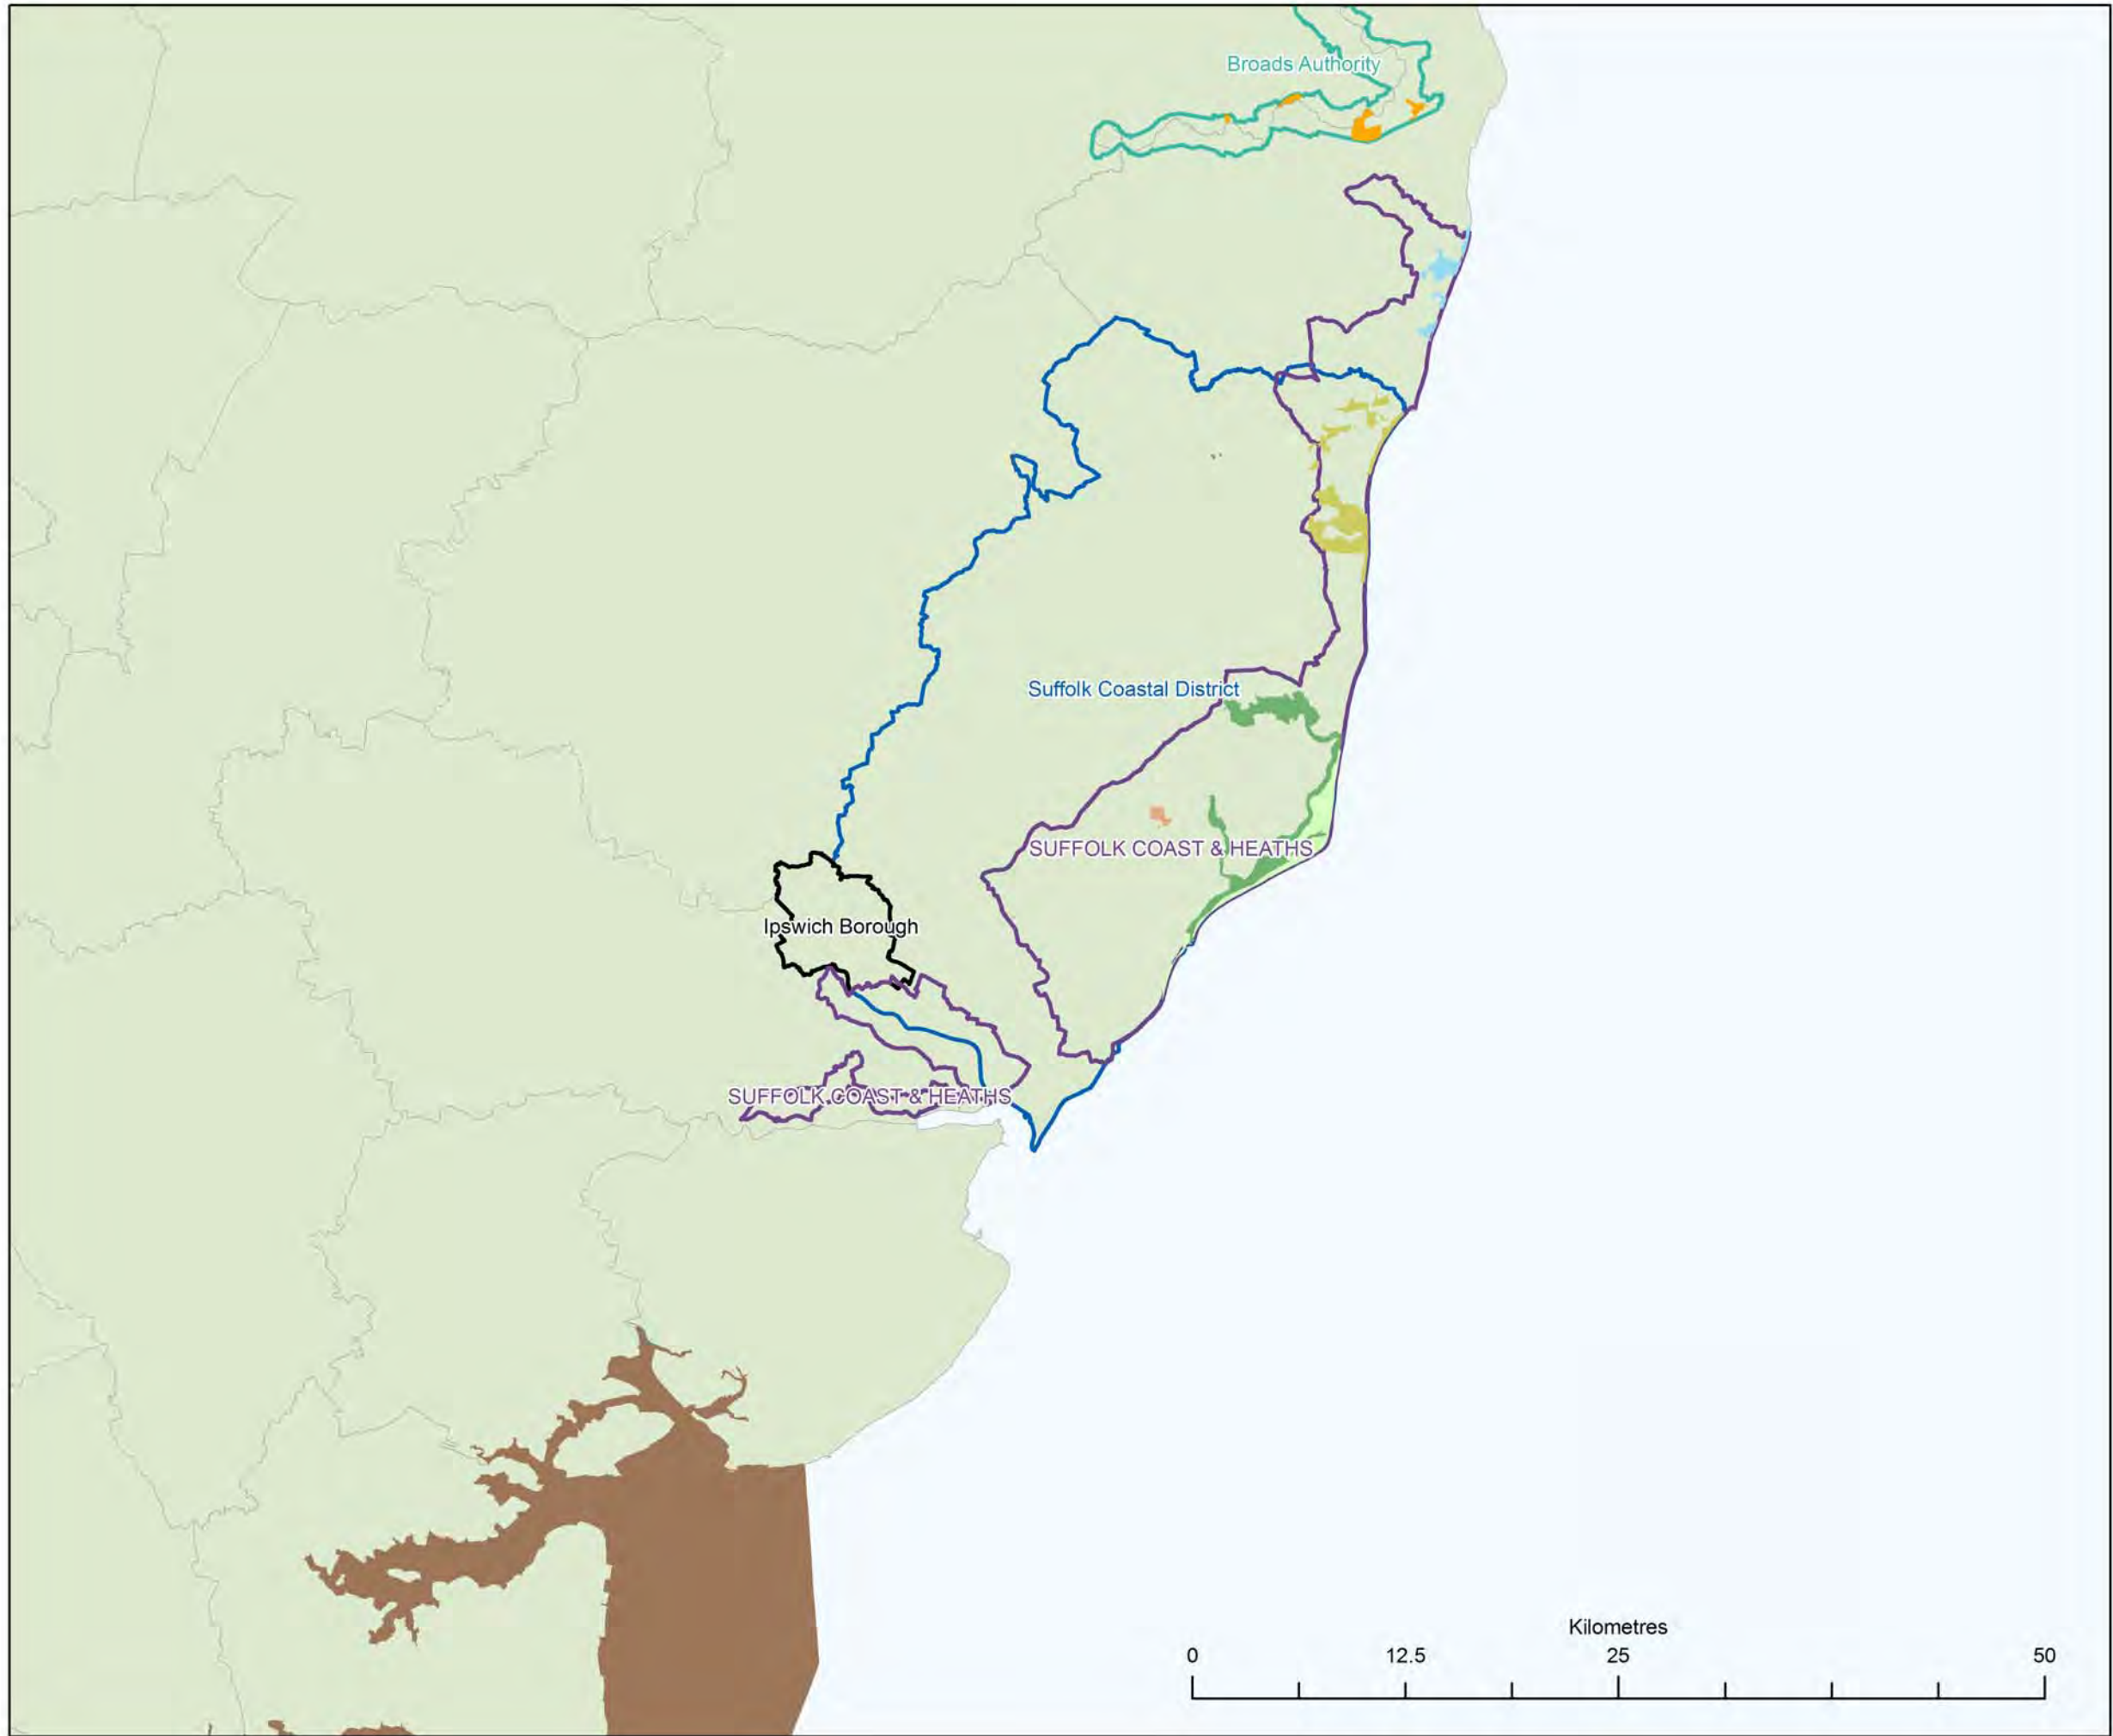 Broads Authority
Suffolk Coastal District
SUFFOLK COAST & HEATHS
Ipswich Borough
SUFFOLK COAST & HEATHS
Kilometres
0 12.5 25 50